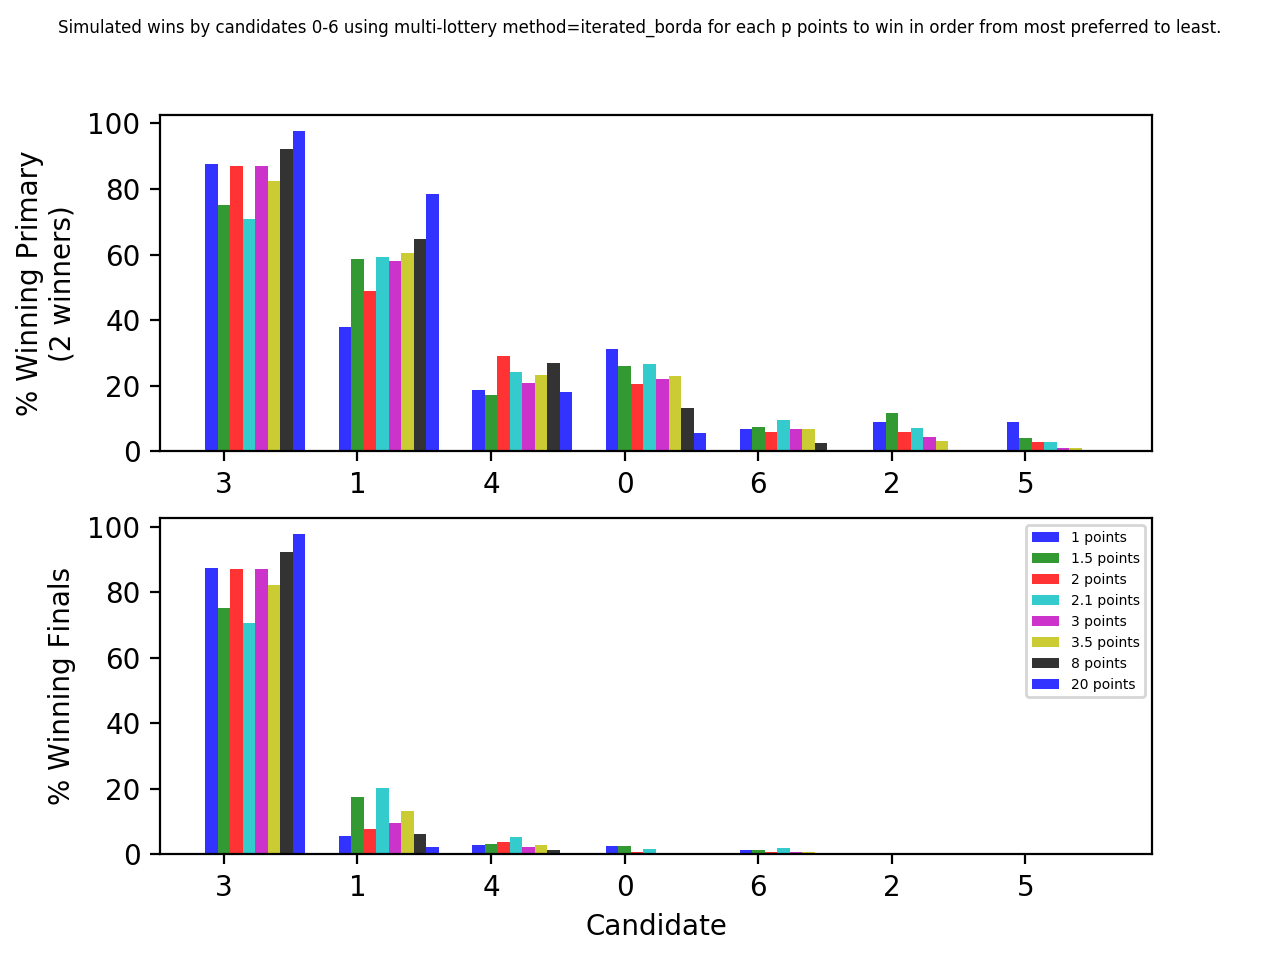 Simulated wins by candidates 0-6 using multi-lottery method=iterated_borda for each p points to win in order from most preferred to least.
% Winning Primary
(2 winners)
100
80
60
40
20
0
3 1 4 0 6 2 5
% Winning Finals
100
80
60
40
20
0
1 points
1.5 points
2 points
2.1 points
3 points
3.5 points
8 points
20 points
3 1 4 0 6 2 5
Candidate